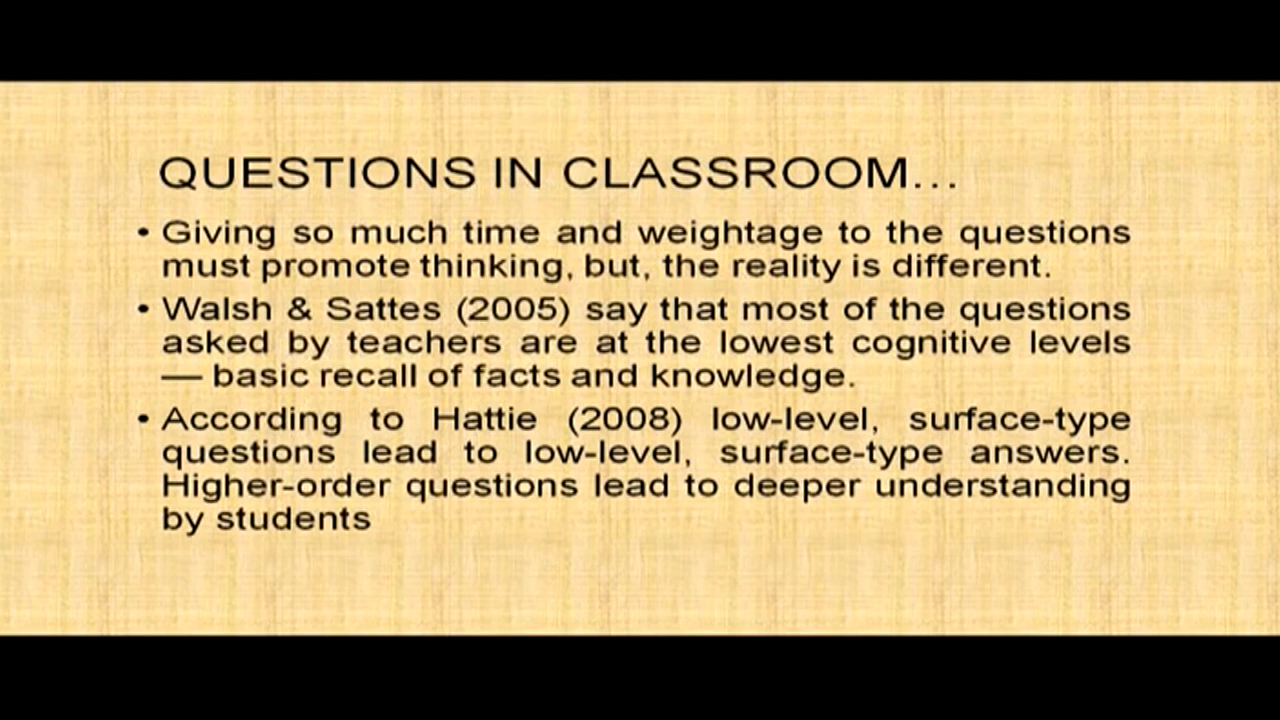 QUESTIONS IN CLASSROOM...
• Giving so much time and weightage to the questions
must promote thinking, but, the reality is different.
• Walsh & Sattes (2005) say that most of the questions
asked by teachers are at the lowest cognitive levels
— basic recall of facts and knowledge.
• According to Hattie (2008) low-level, surface-type
questions lead to low-level, surface-type answers.
Higher-order questions lead to deeper understanding
by students